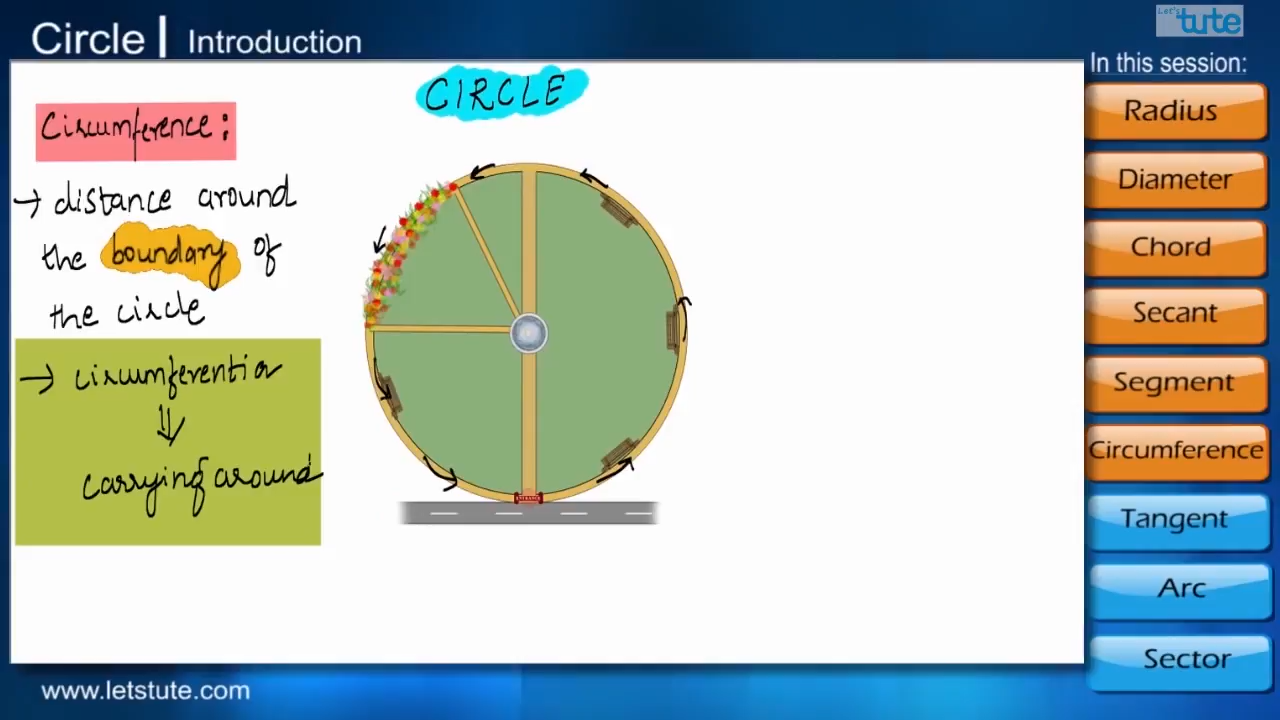 Circle | Introduction
Let's
tute
In this session:
CIRCLE
Circumference:
→ distance around
the boundary of
the circle
→ circumferentia
⇓
carrying around
ENTRANCE
Radius
Diameter
Chord
Secant
Segment
Circumference
Tangent
Arc
Sector
www.letstute.com